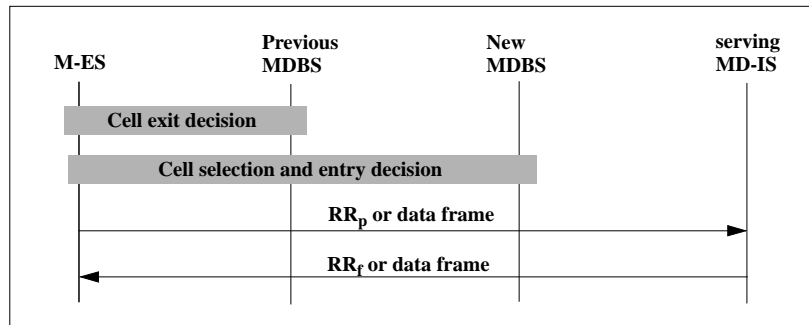 M-ES
Previous
MDBS
New
MDBS
serving
MD-IS
Cell exit decision
Cell selection and entry decision
RRp or data frame
RRf or data frame